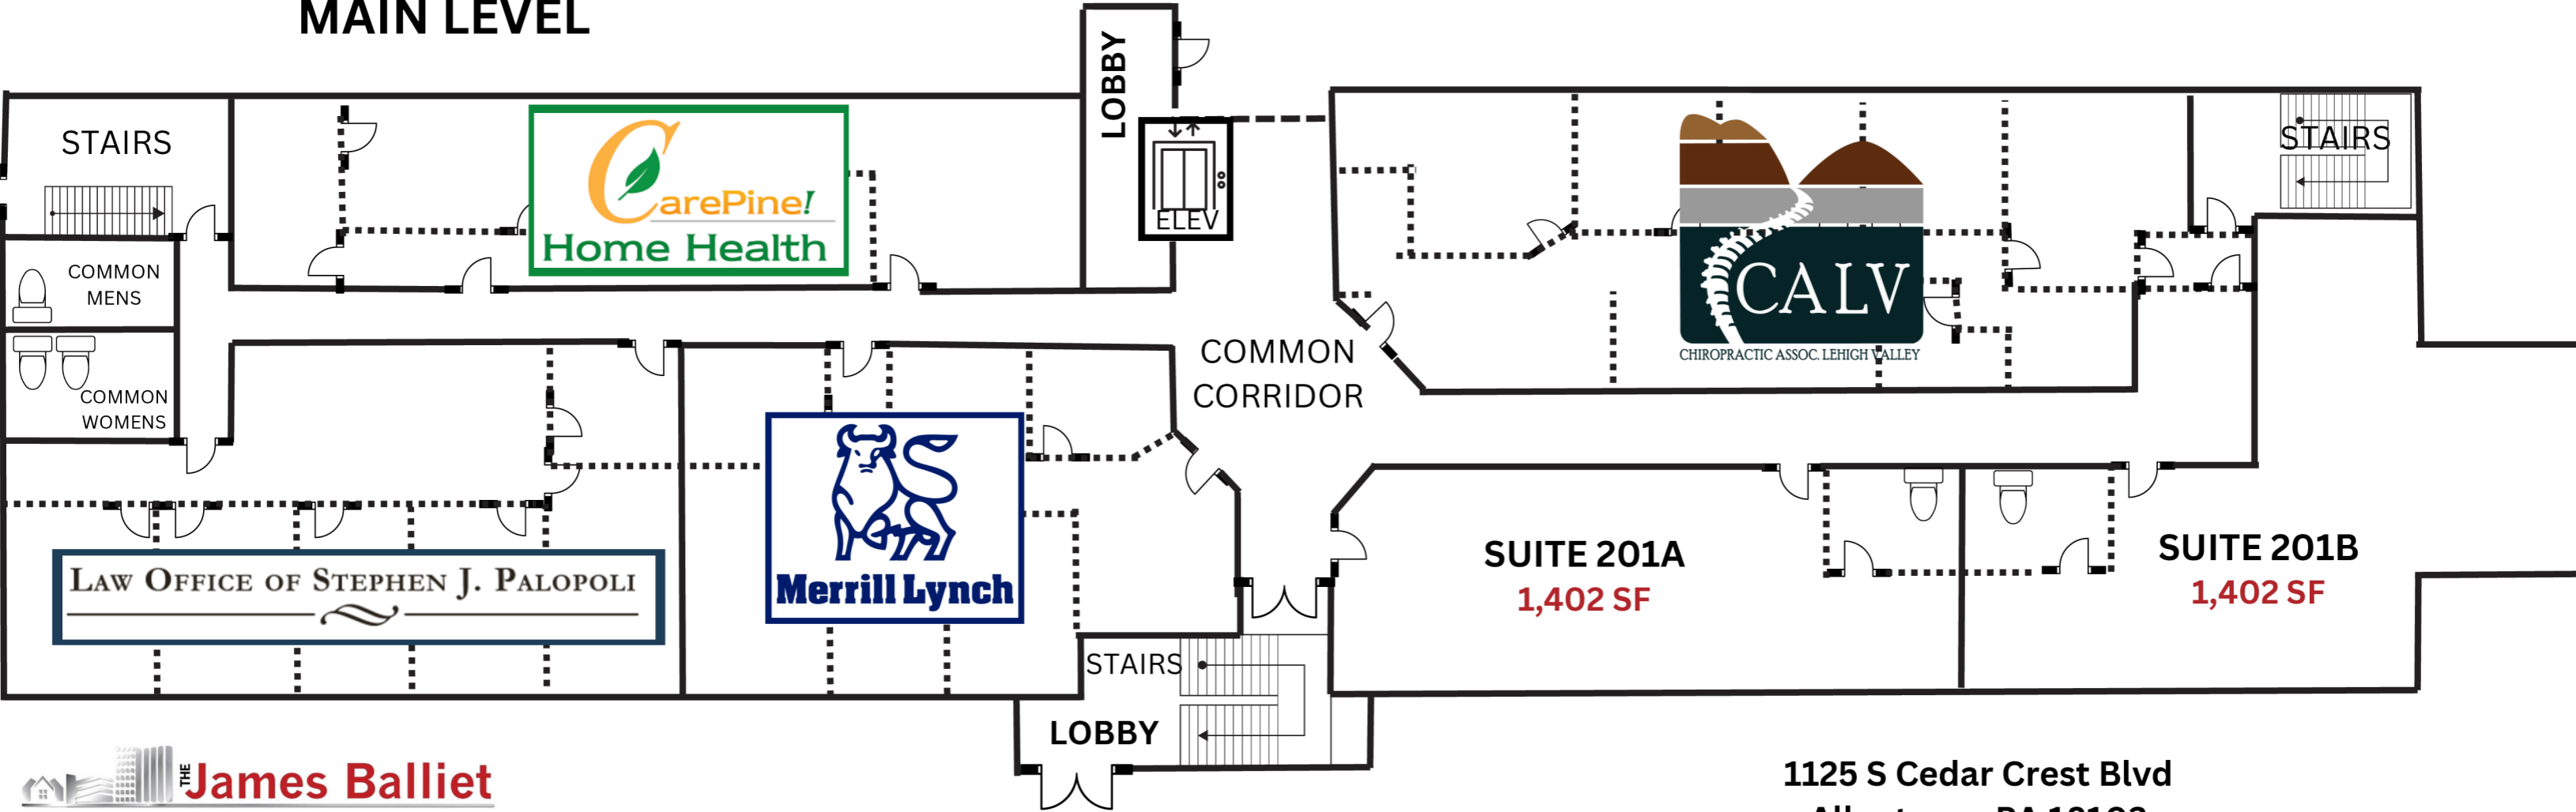 MAIN LEVEL
LOBBY
STAIRS
CarePine!
Home Health
ELEV
STAIRS
COMMON
MENS
CALV
CHIROPRACTIC ASSOC. LEHIGH VALLEY
COMMON
WOMENS
COMMON
CORRIDOR
LAW OFFICE OF STEPHEN J. PALOPOLI
Merrill Lynch
SUITE 201A
1,402 SF
SUITE 201B
1,402 SF
STAIRS
LOBBY
THE
James Balliet
1125 S Cedar Crest Blvd